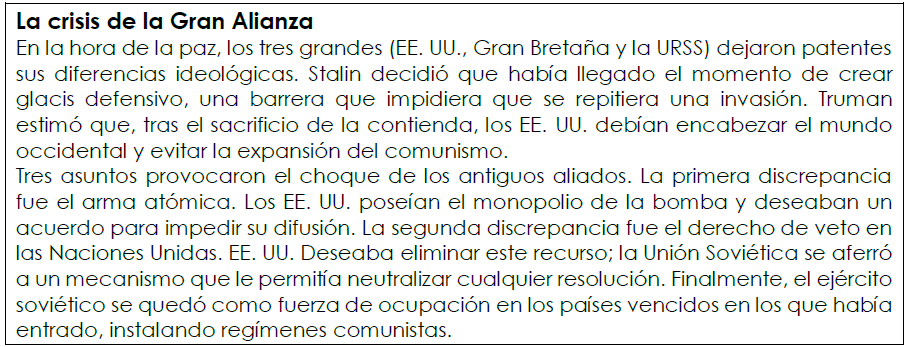 La crisis de la Gran Alianza
En la hora de la paz, los tres grandes (EE. UU., Gran Bretaña y la URSS) dejaron patentes
sus diferencias ideológicas. Stalin decidió que había llegado el momento de crear
glacis defensivo, una barrera que impidiera que se repitiera una invasión. Truman
estimó que, tras el sacrificio de la contienda, los EE. UU. debían encabezar el mundo
occidental y evitar la expansión del comunismo.
Tres asuntos provocaron el choque de los antiguos aliados. La primera discrepancia
fue el arma atómica. Los EE. UU. poseían el monopolio de la bomba y deseaban un
acuerdo para impedir su difusión. La segunda discrepancia fue el derecho de veto en
las Naciones Unidas. EE. UU. Deseaba eliminar este recurso; la Unión Soviética se aferró
a un mecanismo que le permitía neutralizar cualquier resolución. Finalmente, el ejército
soviético se quedó como fuerza de ocupación en los países vencidos en los que había
entrado, instalando regímenes comunistas.